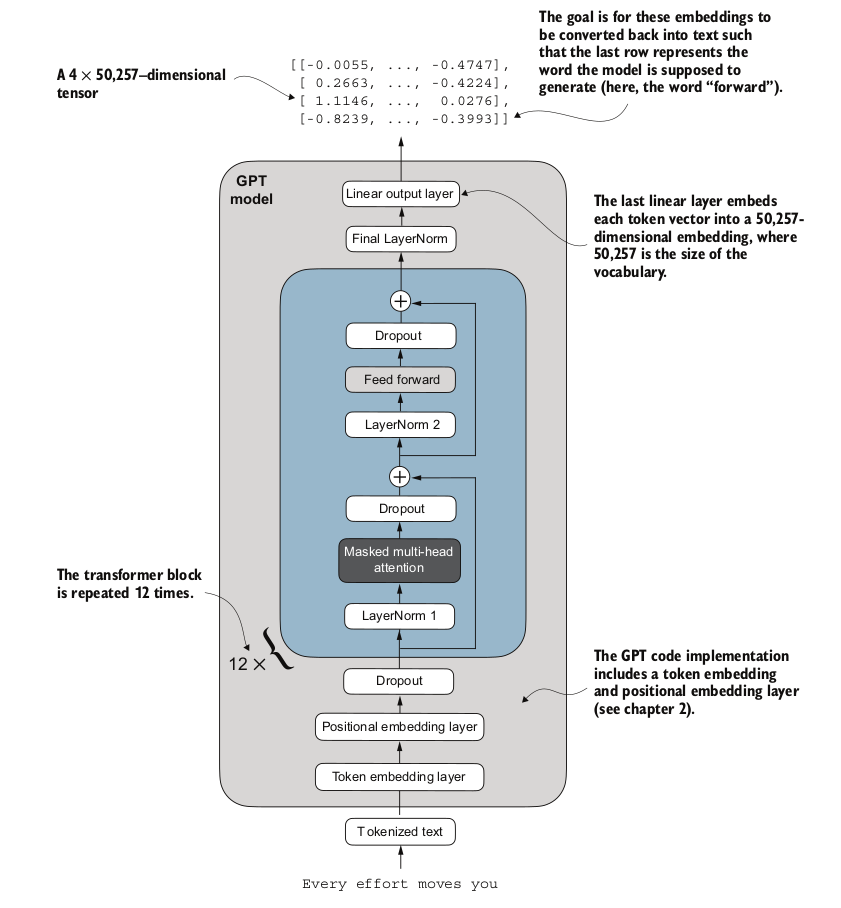 The goal is for these embeddings to
be converted back into text such
that the last row represents the
word the model is supposed to
generate (here, the word “forward”).
A 4 × 50,257–dimensional
tensor
[[-0.0055, ..., -0.4747],
[ 0.2663, ..., -0.4224],
[ 1.1146, ..., 0.0276],
[-0.8239, ..., -0.3993]]
GPT
model
Linear output layer
The last linear layer embeds
each token vector into a 50,257-
dimensional embedding, where
50,257 is the size of the
vocabulary.
Final LayerNorm
+
Dropout
Feed forward
LayerNorm 2
+
Dropout
Masked multi-head
attention
The transformer block
is repeated 12 times.
LayerNorm 1
12 × {
Dropout
The GPT code implementation
includes a token embedding
and positional embedding layer
(see chapter 2).
Positional embedding layer
Token embedding layer
Tokenized text
Every effort moves you